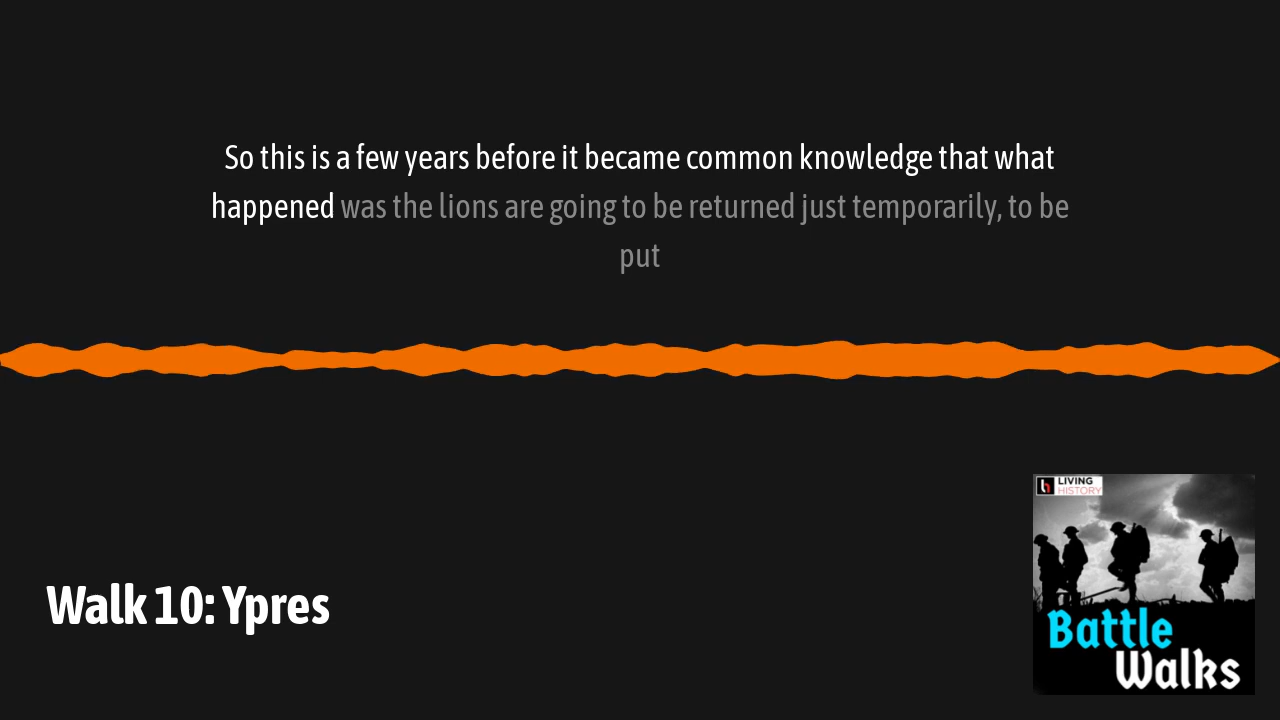 So this is a few years before it became common knowledge that what
happened was the lions are going to be returned just temporarily, to be
put
Walk 10: Ypres
LIVING
HISTORY
Battle
Walks